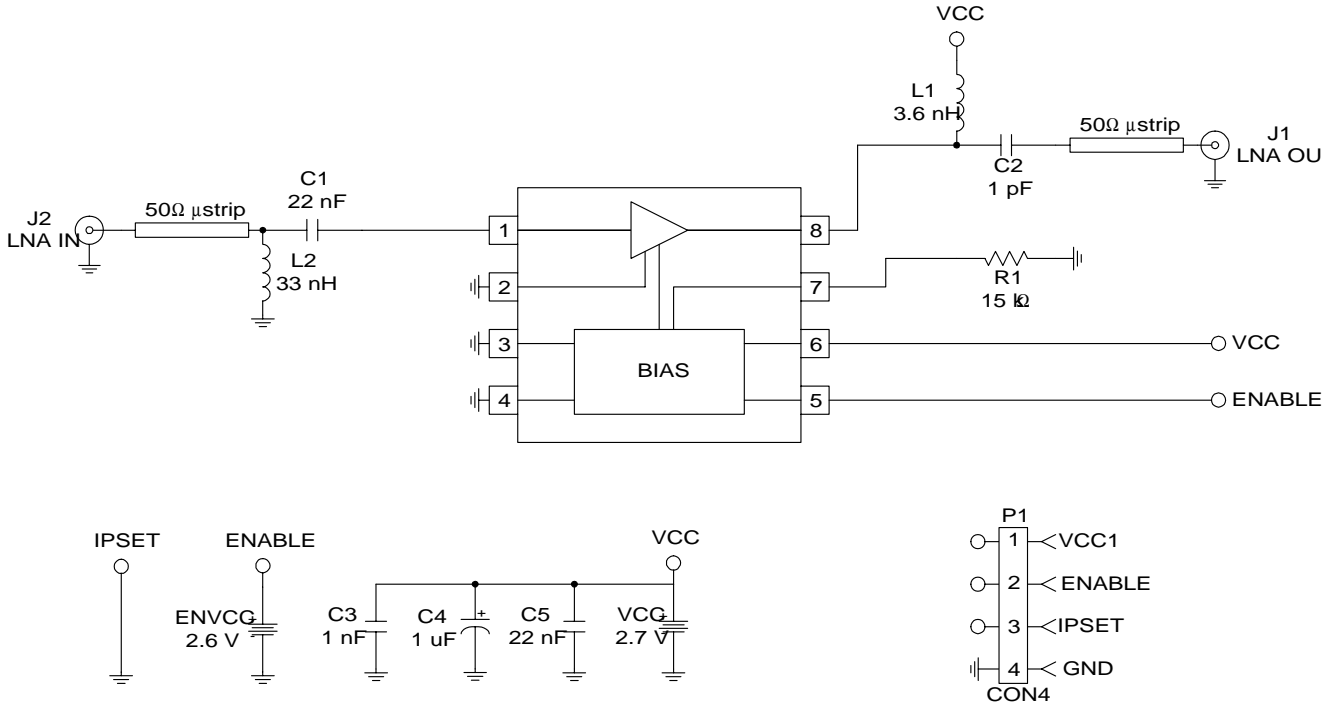 VCC
L1
3.6 nH
50Ω µstrip
J1
LNA OU
C2
1 pF
C1
22 nF
50Ω µstrip
J2
LNA IN
L2
33 nH
1
8
2
7
R1
15 kΩ
3
6
VCC
BIAS
4
5
ENABLE
P1
IPSET
ENABLE
VCC
1
VCC1
2
ENABLE
ENVCC
2.6 V
C3
1 nF
C4
1 uF
+
C5
22 nF
VCC
2.7 V
3
IPSET
4
GND
CON4